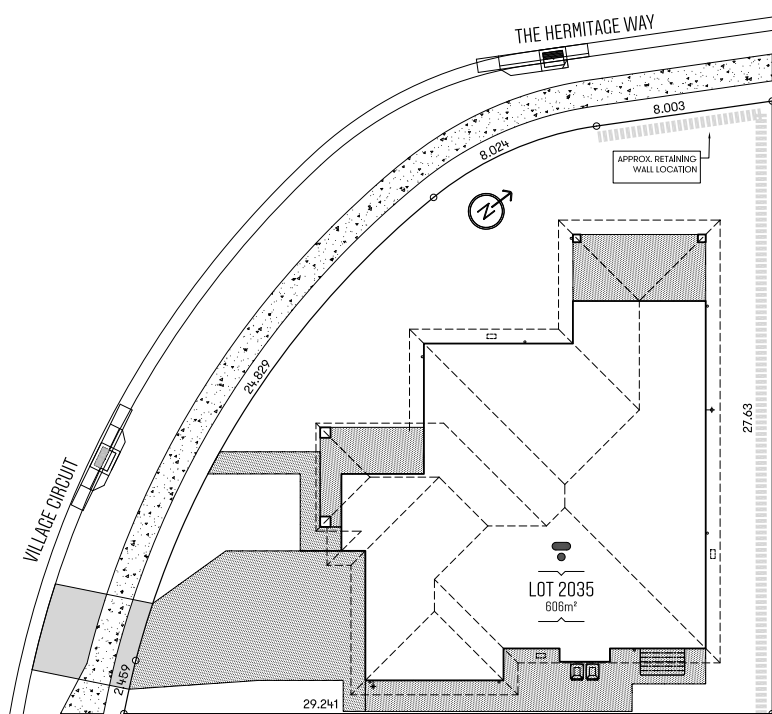 THE HERMITAGE WAY
8.003
8.024
APPROX. RETAINING
WALL LOCATION
N
24.829
27.63
VILLAGE CIRCUIT
LOT 2035
606m²
2.459
29.241